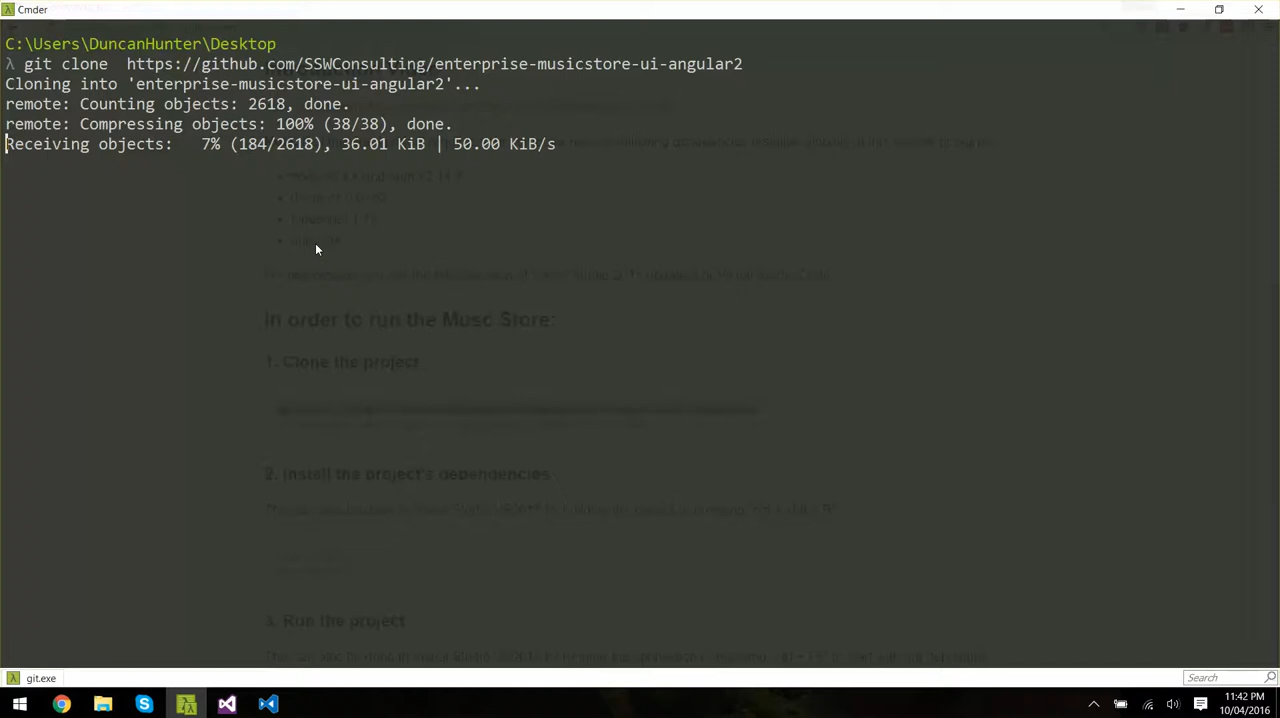 Cmder
C:\Users\DuncanHunter\Desktop
λ git clone  https://github.com/SSWConsulting/enterprise-musicstore-ui-angular2
Cloning into 'enterprise-musicstore-ui-angular2'...
remote: Counting objects: 2618, done.
remote: Compressing objects: 100% (38/38), done.
Receiving objects:   7% (184/2618), 36.01 KiB | 50.00 KiB/s
In order to run the Musc Store:
1. Clone the project
2. Install the project's dependencies
3. Run the project
git.exe
Search
11:42 PM
10/04/2016